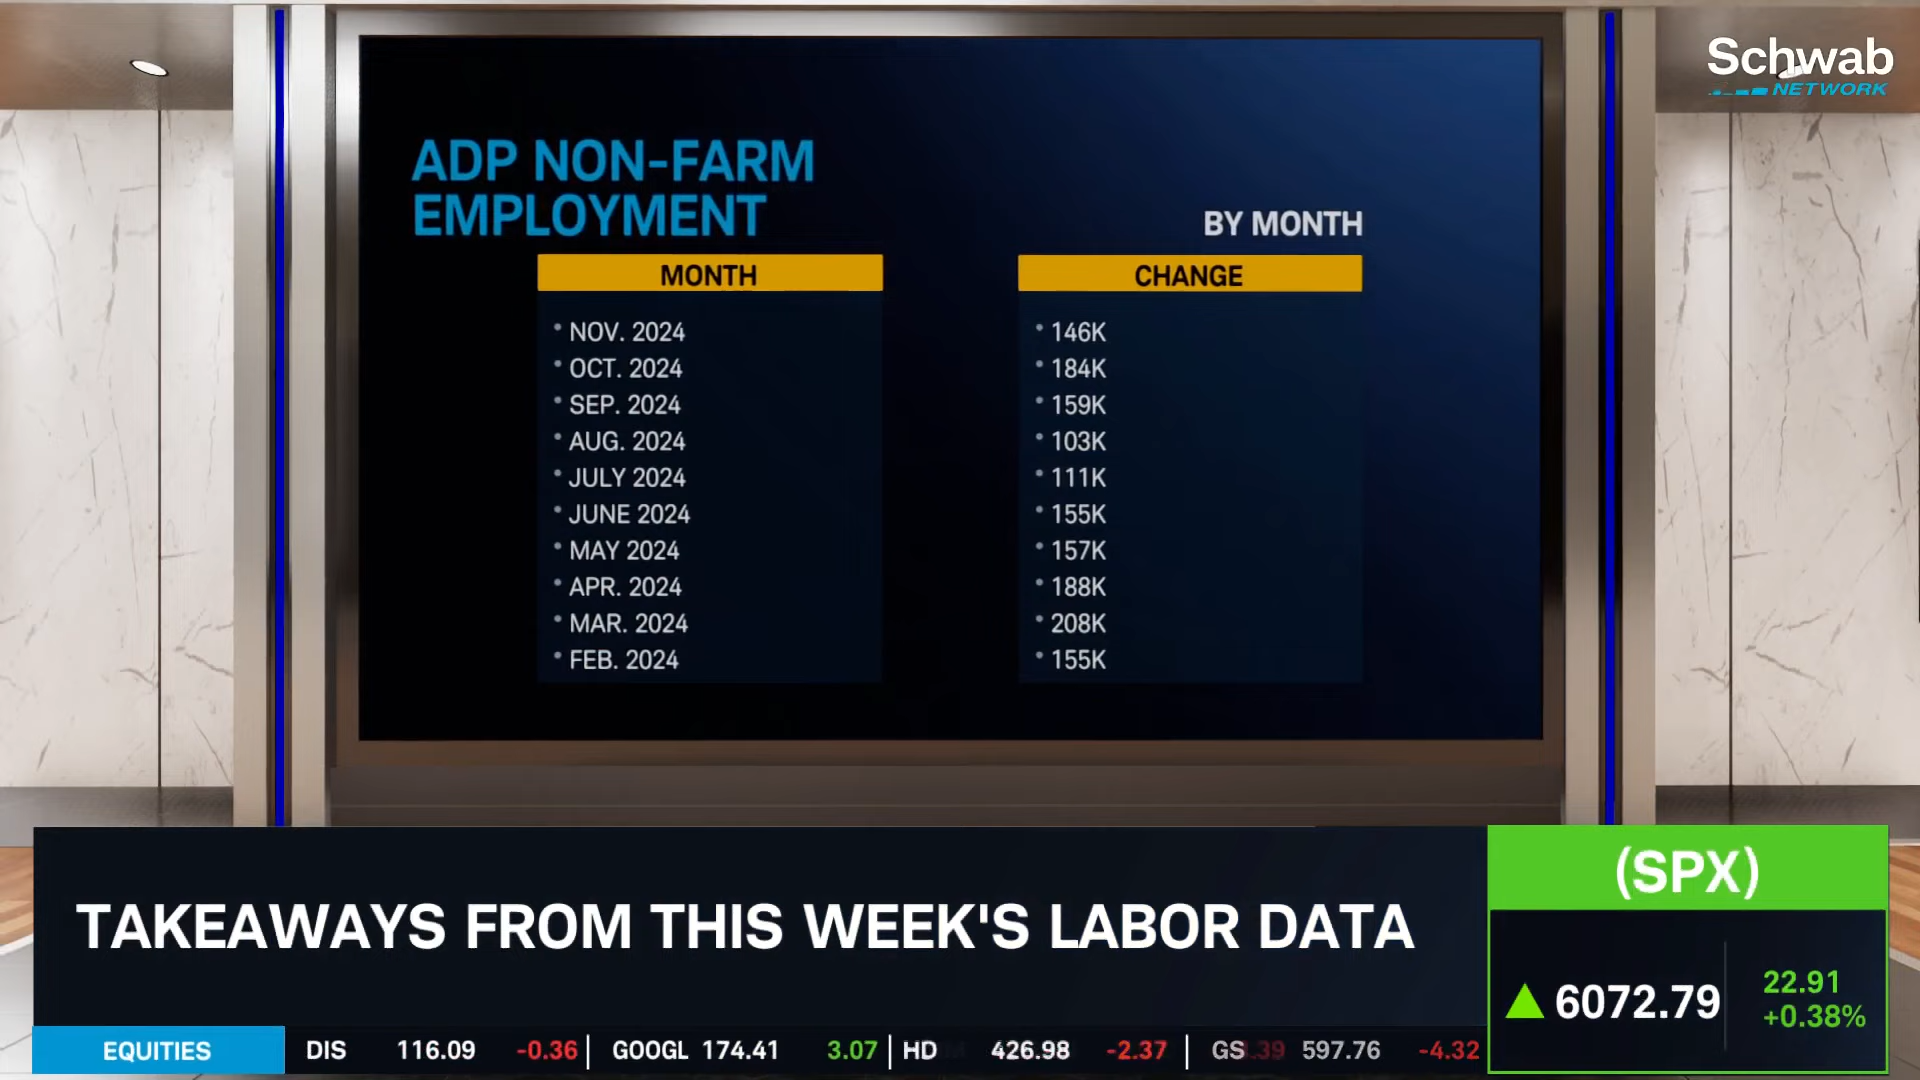 Schwab
NETWORK
ADP NON-FARM
EMPLOYMENT
BY MONTH
MONTH CHANGE
• NOV. 2024 • 146K
• OCT. 2024 • 184K
• SEP. 2024 • 159K
• AUG. 2024 • 103K
• JULY 2024 • 111K
• JUNE 2024 • 155K
• MAY 2024 • 157K
• APR. 2024 • 188K
• MAR. 2024 • 208K
• FEB. 2024 • 155K
TAKEAWAYS FROM THIS WEEK'S LABOR DATA
(SPX)
▲ 6072.79
22.91
+0.38%
EQUITIES DIS 116.09 -0.36 | GOOGL 174.41 3.07 | HD 426.98 -2.37 | GS 597.76 -4.32